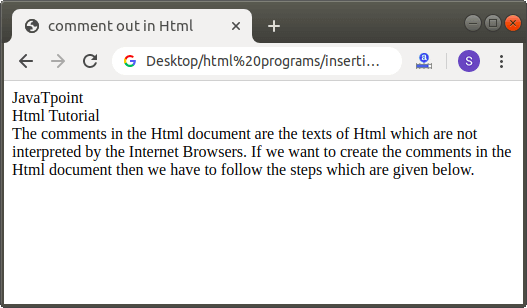 comment out in Html
Desktop/html%20programs/inserti...
S
JavaTpoint
Html Tutorial
The comments in the Html document are the texts of Html which are not
interpreted by the Internet Browsers. If we want to create the comments in the
Html document then we have to follow the steps which are given below.